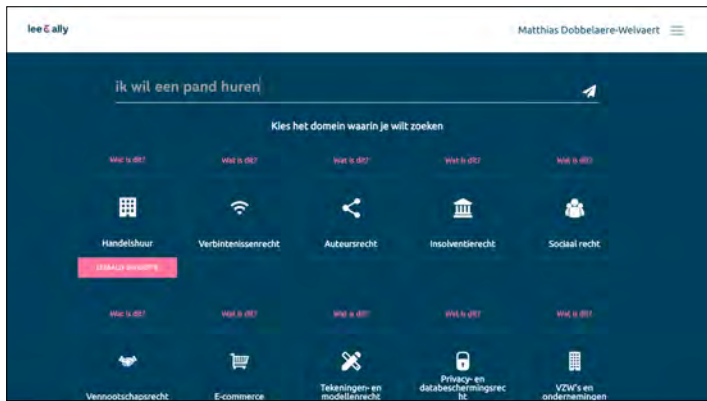 lee & ally
Matthias Dobbelaere-Welvaert
ik wil een pand huren
Kies het domein waarin je wilt zoeken
Wat is dit? Wat is dit? Wat is dit? Wat is dit? Wat is dit?
Handelshuur Verbintenissenrecht Auteursrecht Insolventierecht Sociaal recht
Wat is dit? Wat is dit? Wat is dit? Wat is dit? Wat is dit?
Vennootschapsrecht E-commerce Tekeningen- en modellenrecht Privacy- en databeschermingsrecht VZW's en ondernemingen